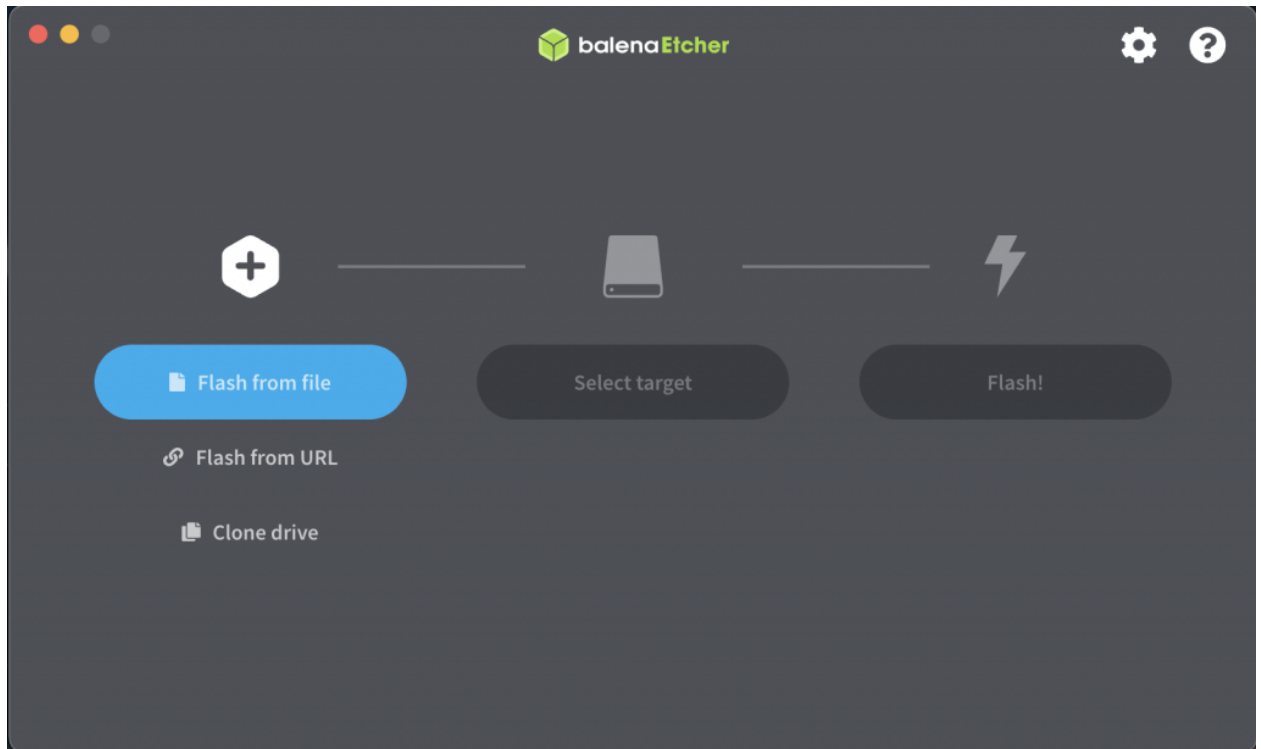 balenaEtcher
Flash from file
Select target
Flash!
Flash from URL
Clone drive